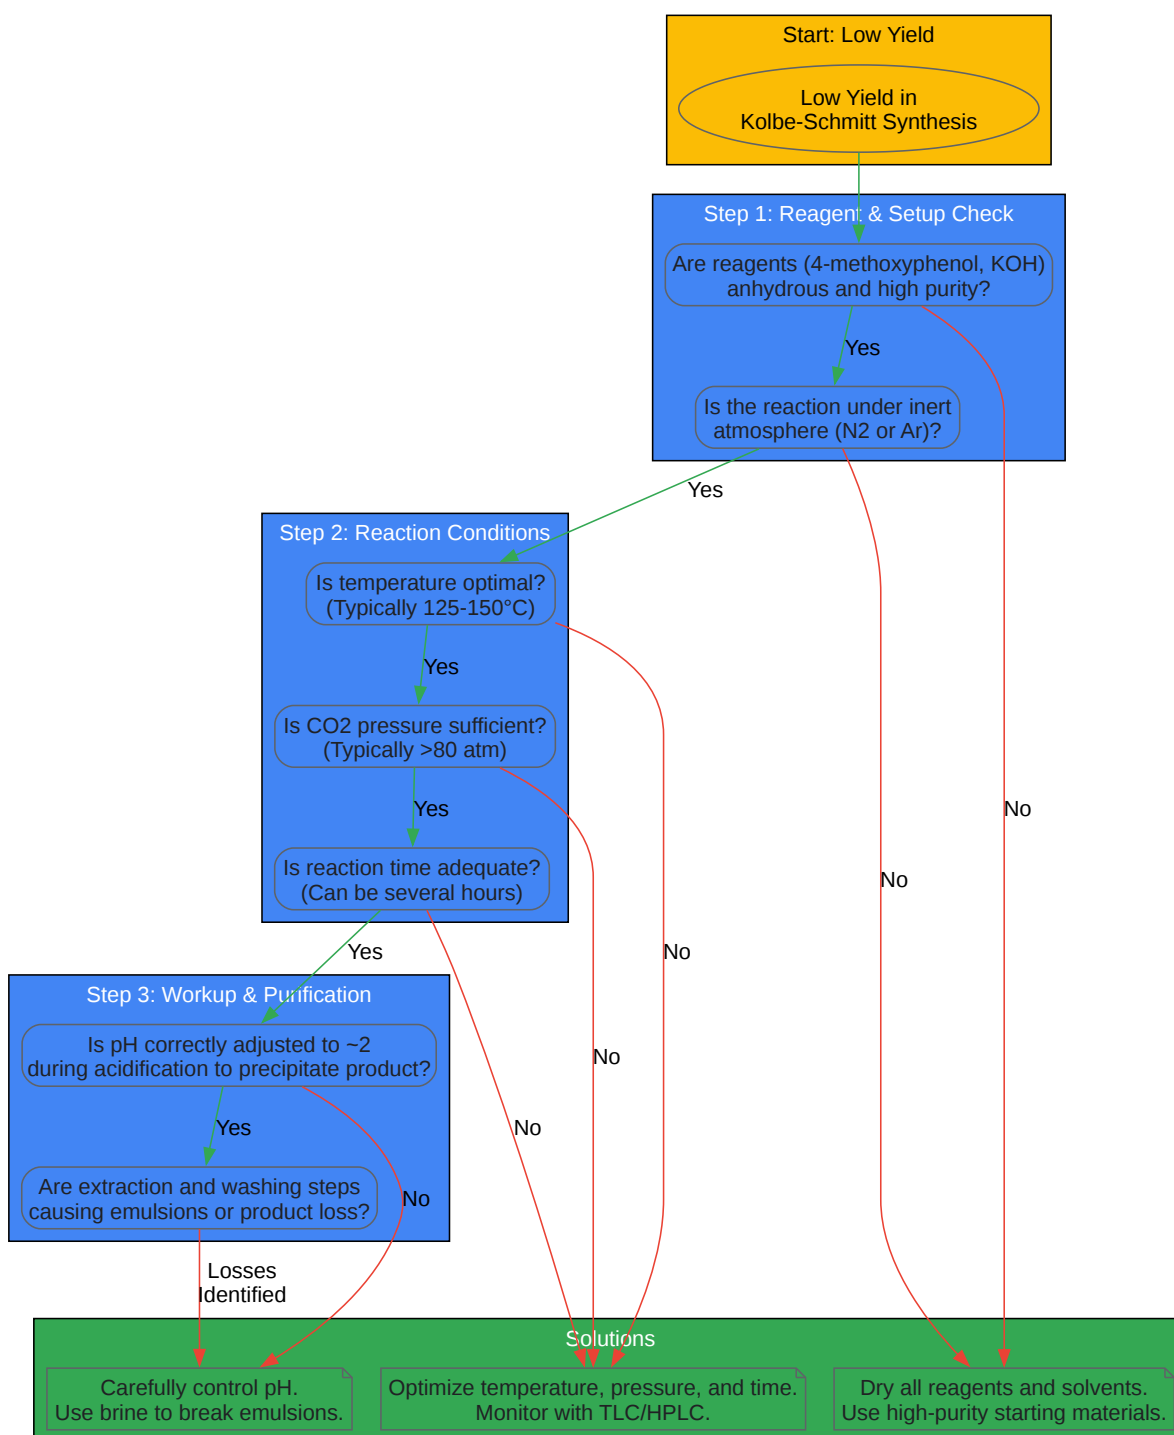 Start: Low Yield
Low Yield in
Kolbe-Schmitt Synthesis
Step 1: Reagent & Setup Check
Are reagents (4-methoxyphenol, KOH)
anhydrous and high purity?
Yes
Is the reaction under inert
atmosphere (N2 or Ar)?
Yes
Step 2: Reaction Conditions
Is temperature optimal?
(Typically 125-150°C)
Yes
Is CO2 pressure sufficient?
(Typically >80 atm)
Yes
No
Is reaction time adequate?
(Can be several hours)
No
Yes
No
Step 3: Workup & Purification
Is pH correctly adjusted to ~2
during acidification to precipitate product?
No
Yes
No
Are extraction and washing steps
causing emulsions or product loss?
No
Losses
Identified
Solutions
Carefully control pH.
Use brine to break emulsions.
Optimize temperature, pressure, and time.
Monitor with TLC/HPLC.
Dry all reagents and solvents.
Use high-purity starting materials.